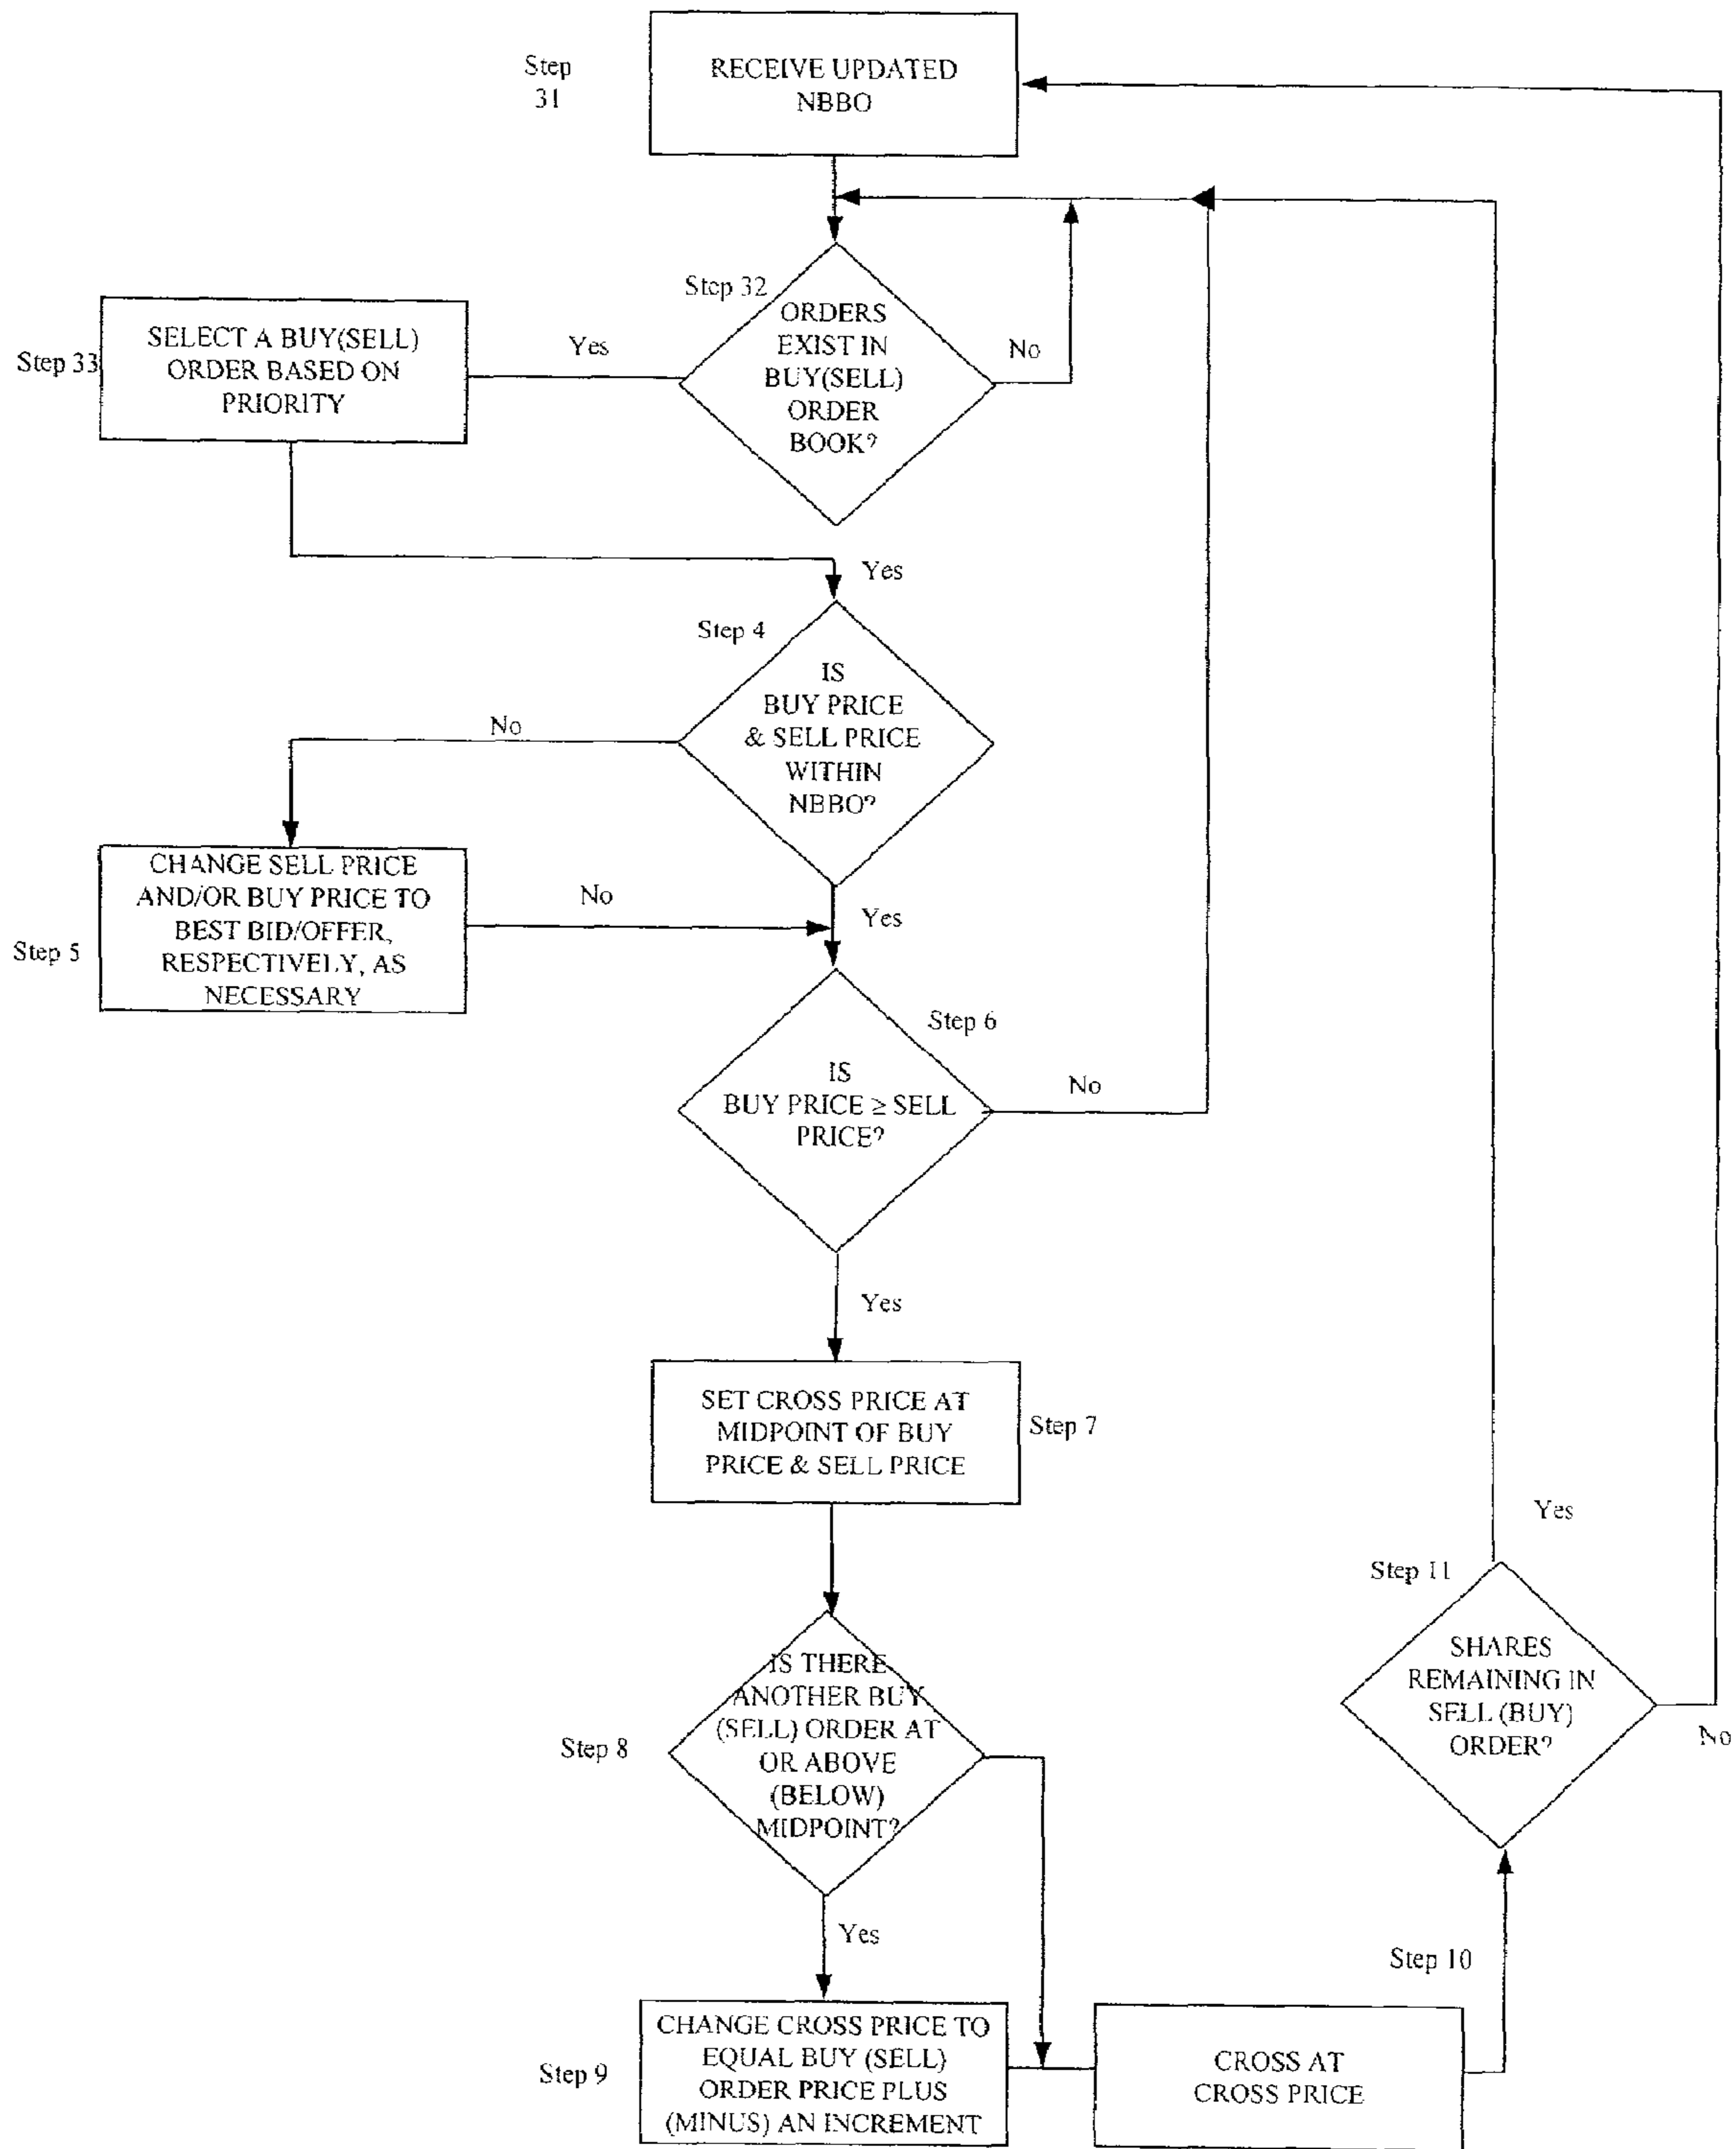 Step
31
RECEIVE UPDATED
NBBO
Step 32
ORDERS
EXIST IN
BUY(SELL)
ORDER
BOOK?
No
Yes
Step 33
SELECT A BUY(SELL)
ORDER BASED ON
PRIORITY
Yes
Step 4
IS
BUY PRICE
& SELL PRICE
WITHIN
NBBO?
No
Step 5
CHANGE SELL PRICE
AND/OR BUY PRICE TO
BEST BID/OFFER,
RESPECTIVELY, AS
NECESSARY
No
Yes
Step 6
IS
BUY PRICE ≥ SELL
PRICE?
No
Yes
SET CROSS PRICE AT
MIDPOINT OF BUY
PRICE & SELL PRICE
Step 7
Step 8
IS THERE
ANOTHER BUY
(SELL) ORDER AT
OR ABOVE
(BELOW)
MIDPOINT?
Yes
Step 9
CHANGE CROSS PRICE TO
EQUAL BUY (SELL)
ORDER PRICE PLUS
(MINUS) AN INCREMENT
Step 10
CROSS AT
CROSS PRICE
Step 11
SHARES
REMAINING IN
SELL (BUY)
ORDER?
Yes
No